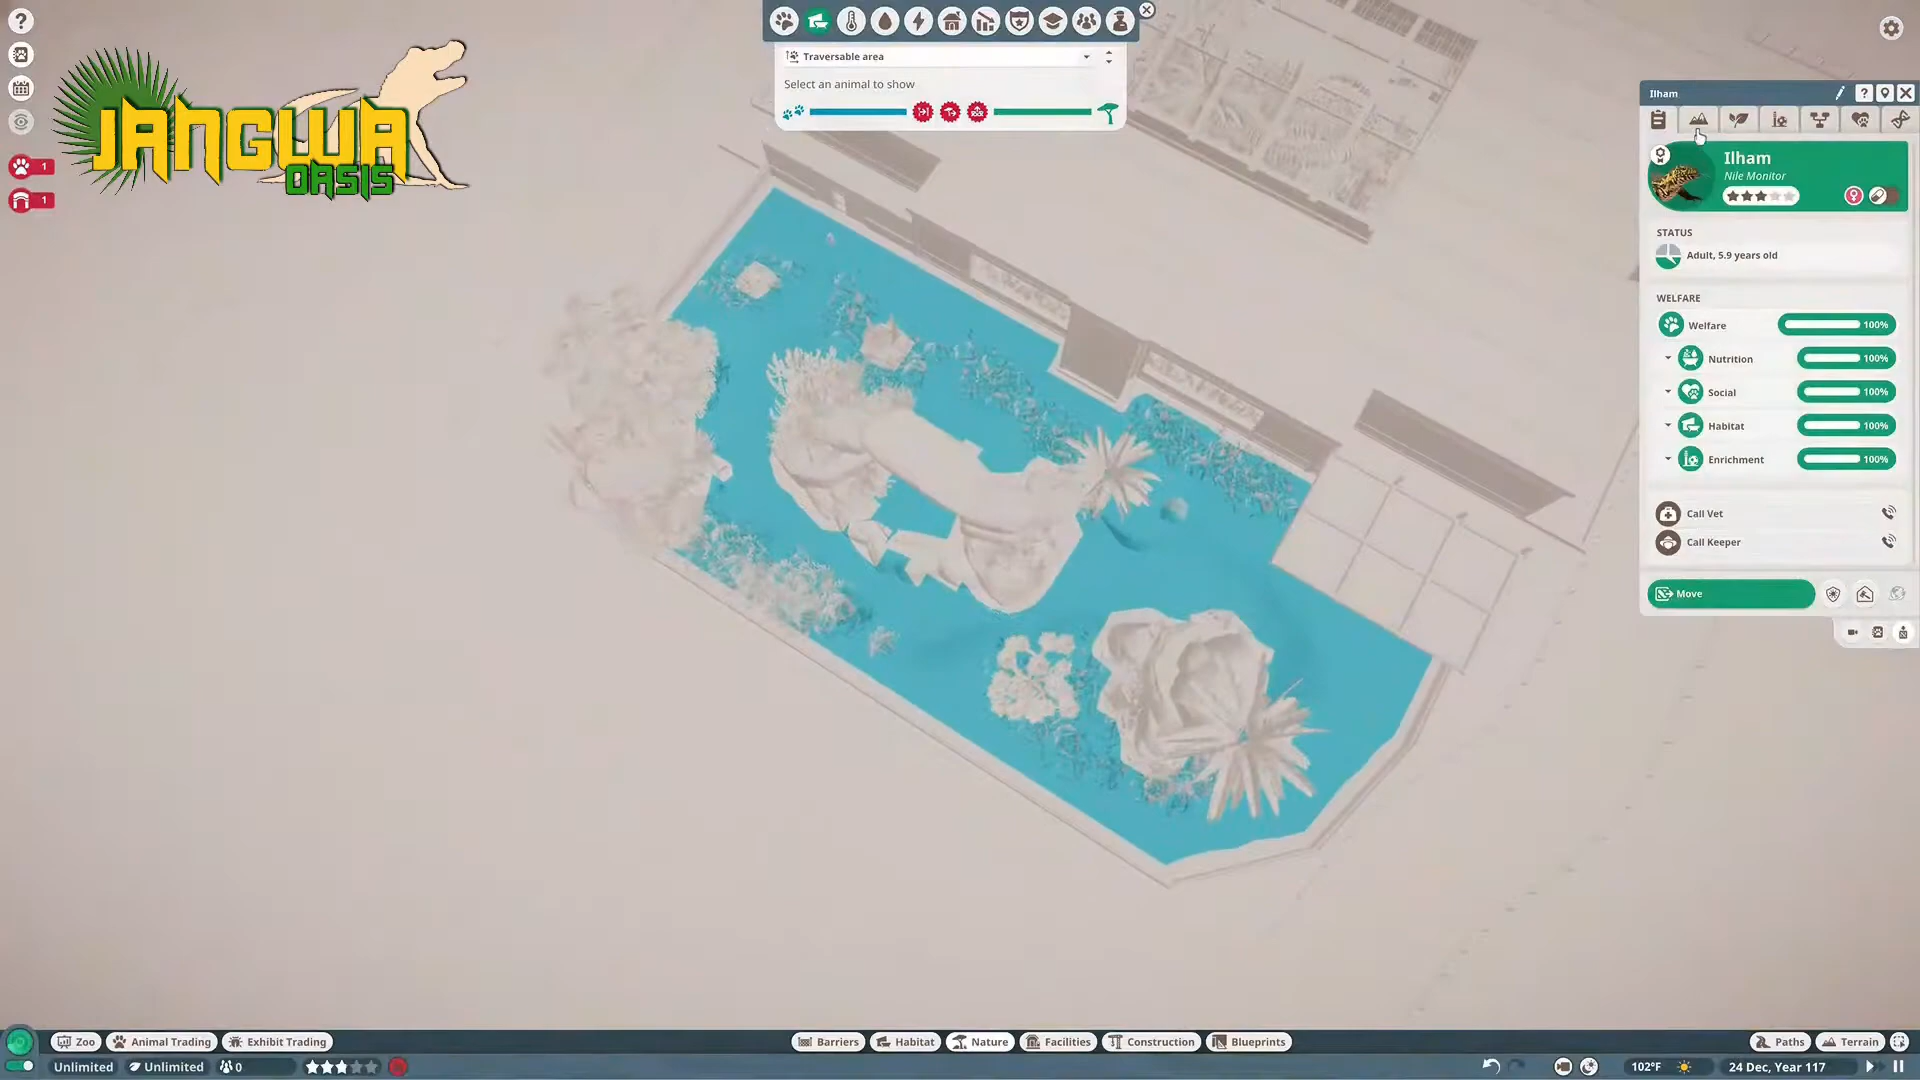 JANGWA
OASIS
Traversable area
Select an animal to show
1
1
Ilham
Ilham
Nile Monitor
STATUS
Adult, 5.9 years old
WELFARE
Welfare 100%
Nutrition 100%
Social 100%
Habitat 100%
Enrichment 100%
Call Vet
Call Keeper
Move
Zoo Animal Trading Exhibit Trading Barriers Habitat Nature Facilities Construction Blueprints Paths Terrain
Unlimited Unlimited 0 102°F 24 Dec, Year 117